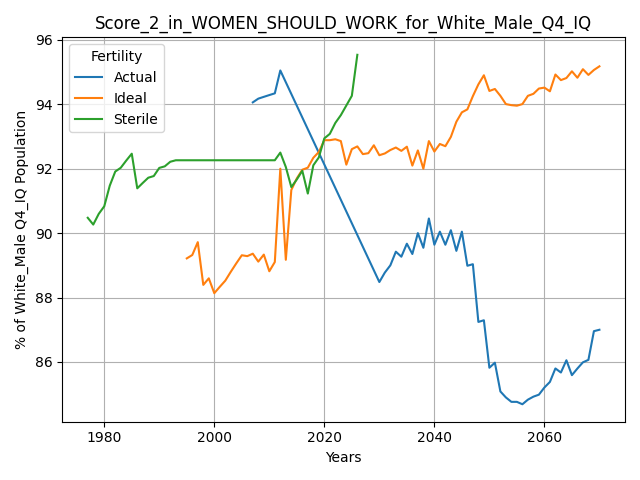 Score_2_in_WOMEN_SHOULD_WORK_for_White_Male_Q4_IQ
% of White_Male Q4_IQ Population
96
94
92
90
88
86
Fertility
Actual
Ideal
Sterile
1980
2000
2020
2040
2060
Years